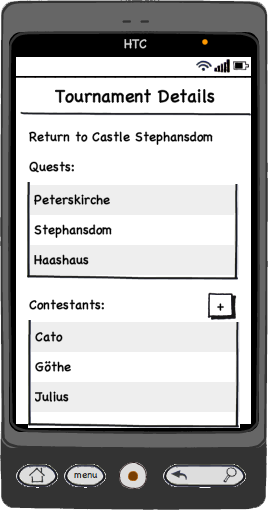 HTC
Tournament Details
Return to Castle Stephansdom
Quests:
Peterskirche
Stephansdom
Haashaus
Contestants:
+
Cato
Göthe
Julius
menu